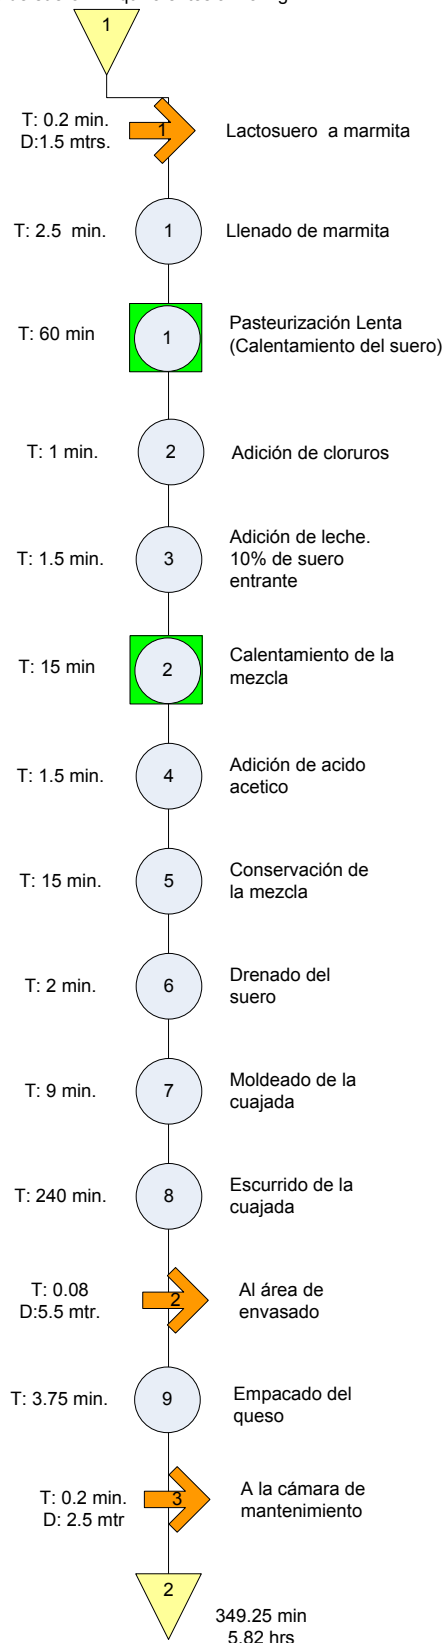 1
T: 0.2 min.
D:1.5 mtrs.
1
Lactosuero a marmita
T: 2.5 min.
1
Llenado de marmita
T: 60 min
1
Pasteurización Lenta
(Calentamiento del suero)
T: 1 min.
2
Adición de cloruros
T: 1.5 min.
3
Adición de leche.
10% de suero
entrante
T: 15 min
2
Calentamiento de la
mezcla
T: 1.5 min.
4
Adición de acido
acetico
T: 15 min.
5
Conservación de
la mezcla
T: 2 min.
6
Drenado del
suero
T: 9 min.
7
Moldeado de la
cuajada
T: 240 min.
8
Escurrido de la
cuajada
T: 0.08
D:5.5 mtr.
2
Al área de
envasado
T: 3.75 min.
9
Empacado del
queso
T: 0.2 min.
D: 2.5 mtr
3
A la cámara de
mantenimiento
2
349.25 min
5.82 hrs